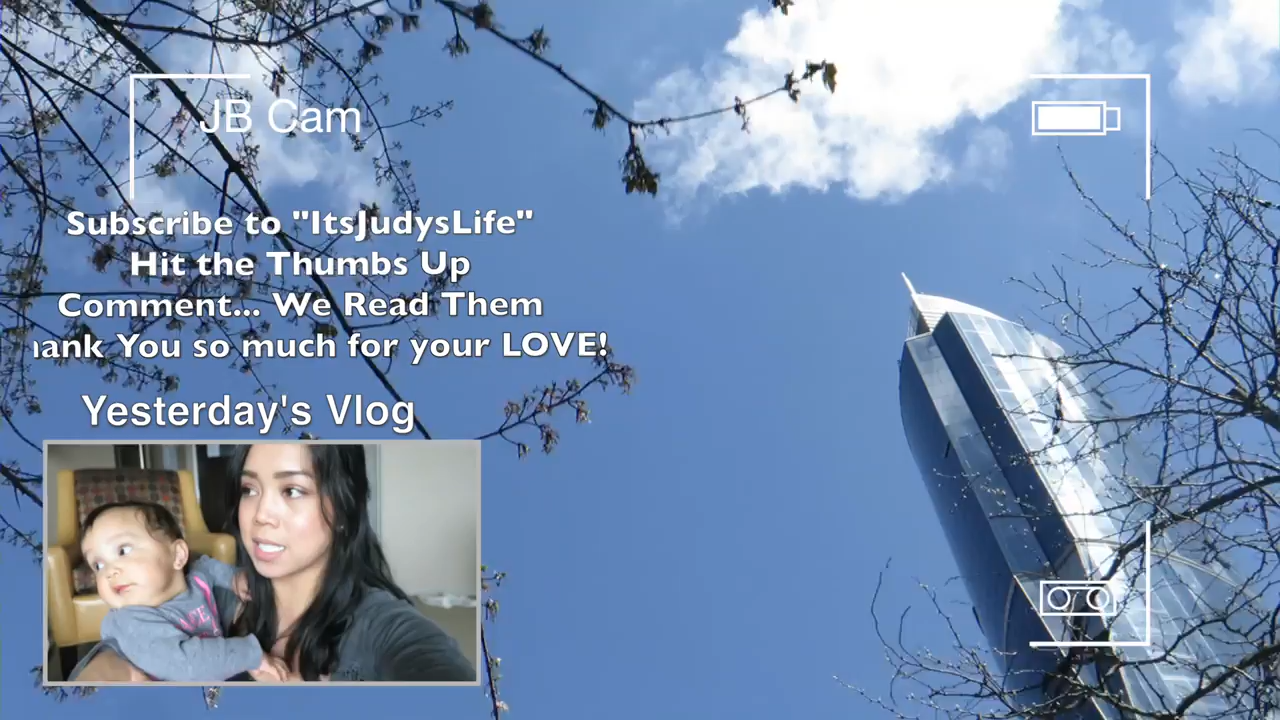 JB Cam
Subscribe to "ItsJudysLife"
Hit the Thumbs Up
Comment... We Read Them
ank You so much for your LOVE!
Yesterday's Vlog